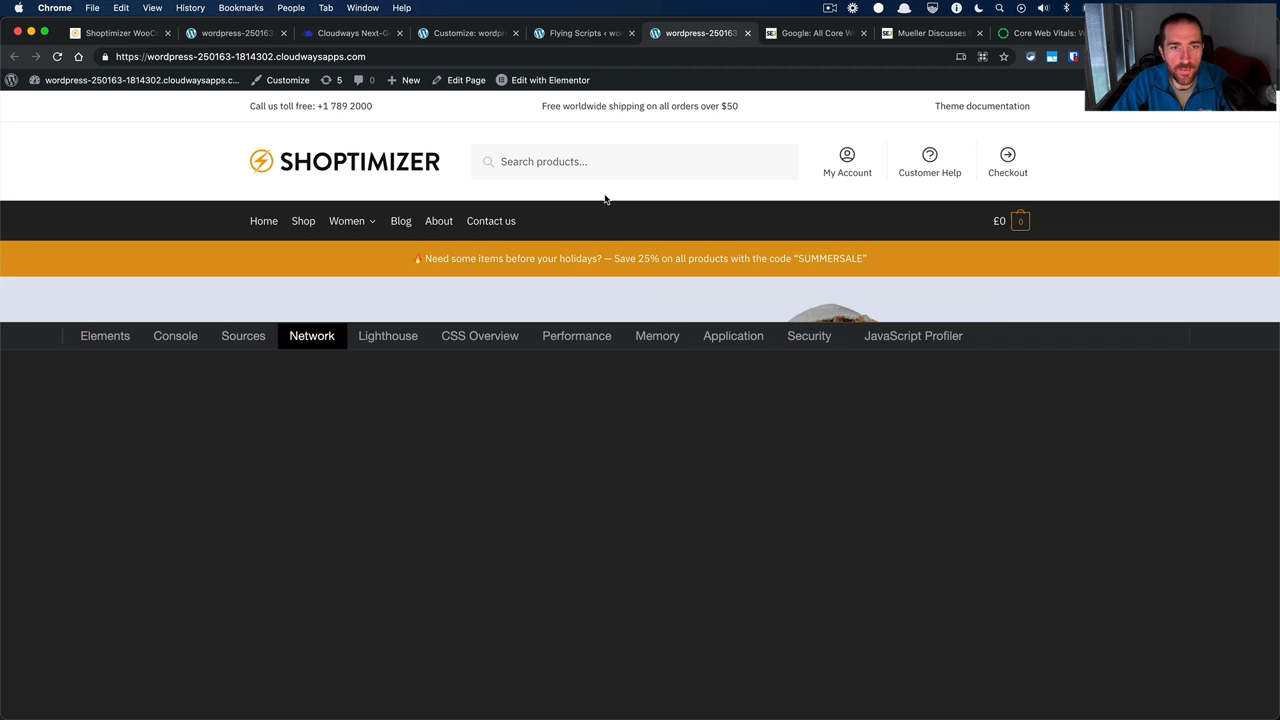 Chrome File Edit View History Bookmarks People Tab Window Help
Shoptimizer WooC
wordpress-250163
Cloudways Next-G
Customize: wordp
Flying Scripts ‹ wo
wordpress-250163
Google: All Core W
Mueller Discusses
Core Web Vitals: W
https://wordpress-250163-1814302.cloudwaysapps.com
wordpress-250163-1814302.cloudwaysapps.c... Customize 5 0 New Edit Page Edit with Elementor
Call us toll free: +1 789 2000
Free worldwide shipping on all orders over $50
Theme documentation
SHOPTIMIZER
Search products...
My Account
Customer Help
Checkout
Home Shop Women Blog About Contact us
£0 0
🔥 Need some items before your holidays? — Save 25% on all products with the code “SUMMERSALE”
Elements Console Sources Network Lighthouse CSS Overview Performance Memory Application Security JavaScript Profiler